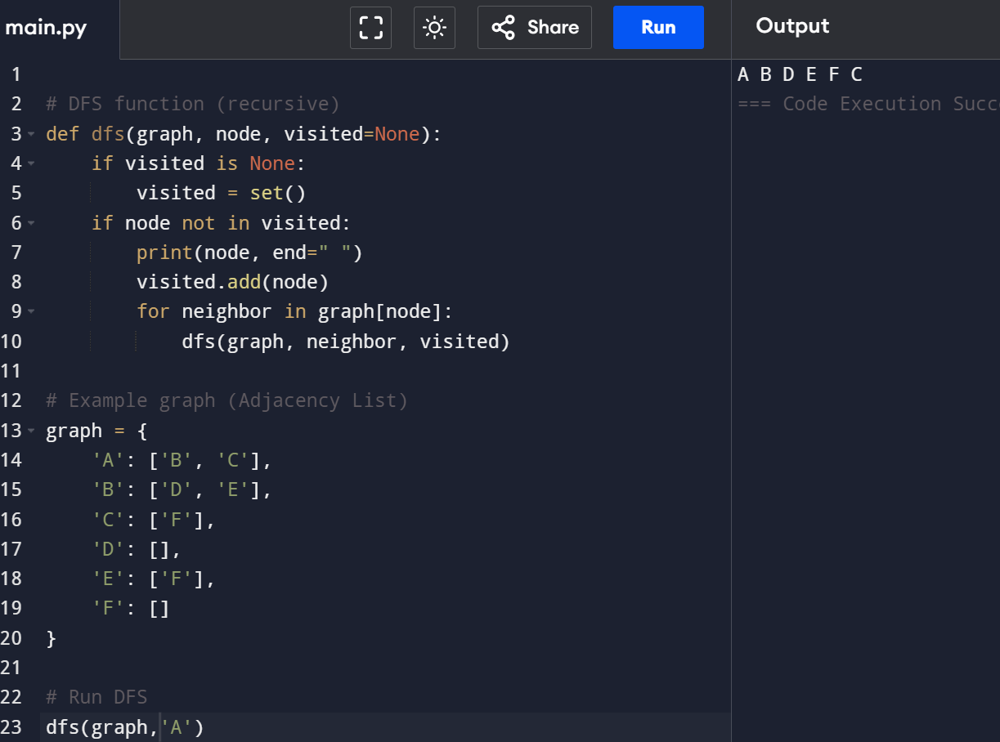 main.py
Share
Run
Output
1
2 # DFS function (recursive)
3 def dfs(graph, node, visited=None):
4     if visited is None:
5         visited = set()
6     if node not in visited:
7         print(node, end=" ")
8         visited.add(node)
9         for neighbor in graph[node]:
10             dfs(graph, neighbor, visited)
11
12 # Example graph (Adjacency List)
13 graph = {
14     'A': ['B', 'C'],
15     'B': ['D', 'E'],
16     'C': ['F'],
17     'D': [],
18     'E': ['F'],
19     'F': []
20 }
21
22 # Run DFS
23 dfs(graph,'A')
A B D E F C
=== Code Execution Succ